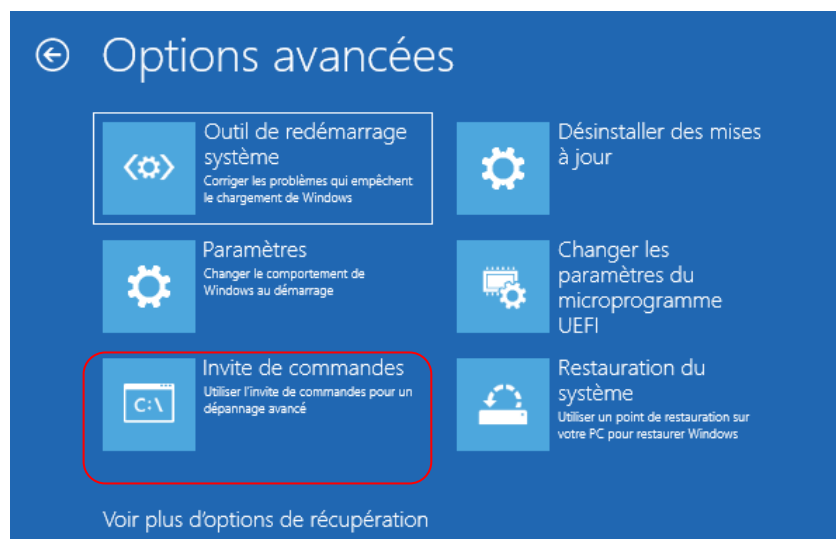 Options avancées
Outil de redémarrage
système
Corriger les problèmes qui empêchent
le chargement de Windows
Désinstaller des mises
à jour
Paramètres
Changer le comportement de
Windows au démarrage
Changer les
paramètres du
microprogramme
UEFI
C:\
Invite de commandes
Utiliser l'invite de commandes pour un
dépannage avancé
Restauration du
système
Utiliser un point de restauration sur
votre PC pour restaurer Windows
Voir plus d'options de récupération